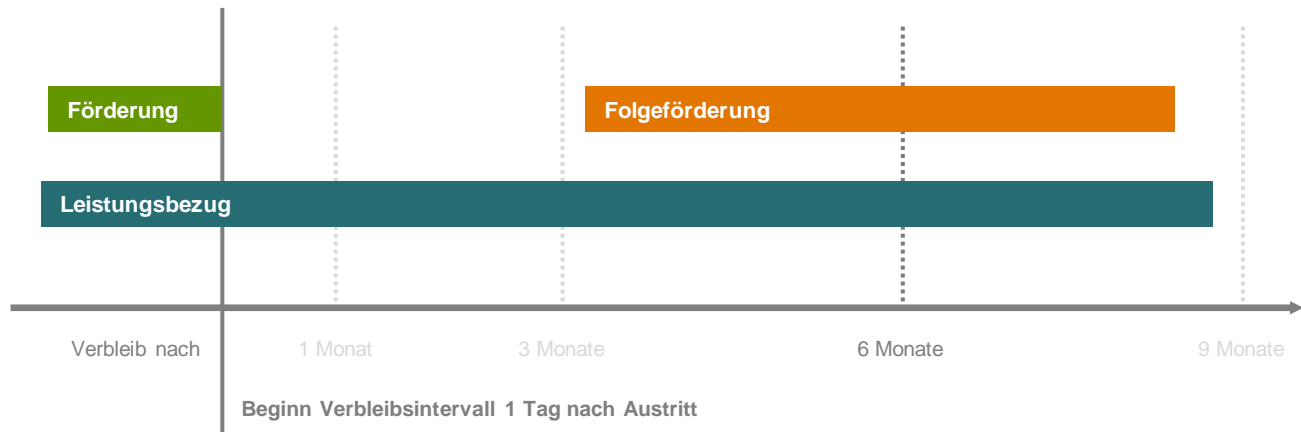 Förderung
Folgeförderung
Leistungsbezug
Verbleib nach
1 Monat
3 Monate
6 Monate
9 Monate
Beginn Verbleibsintervall 1 Tag nach Austritt